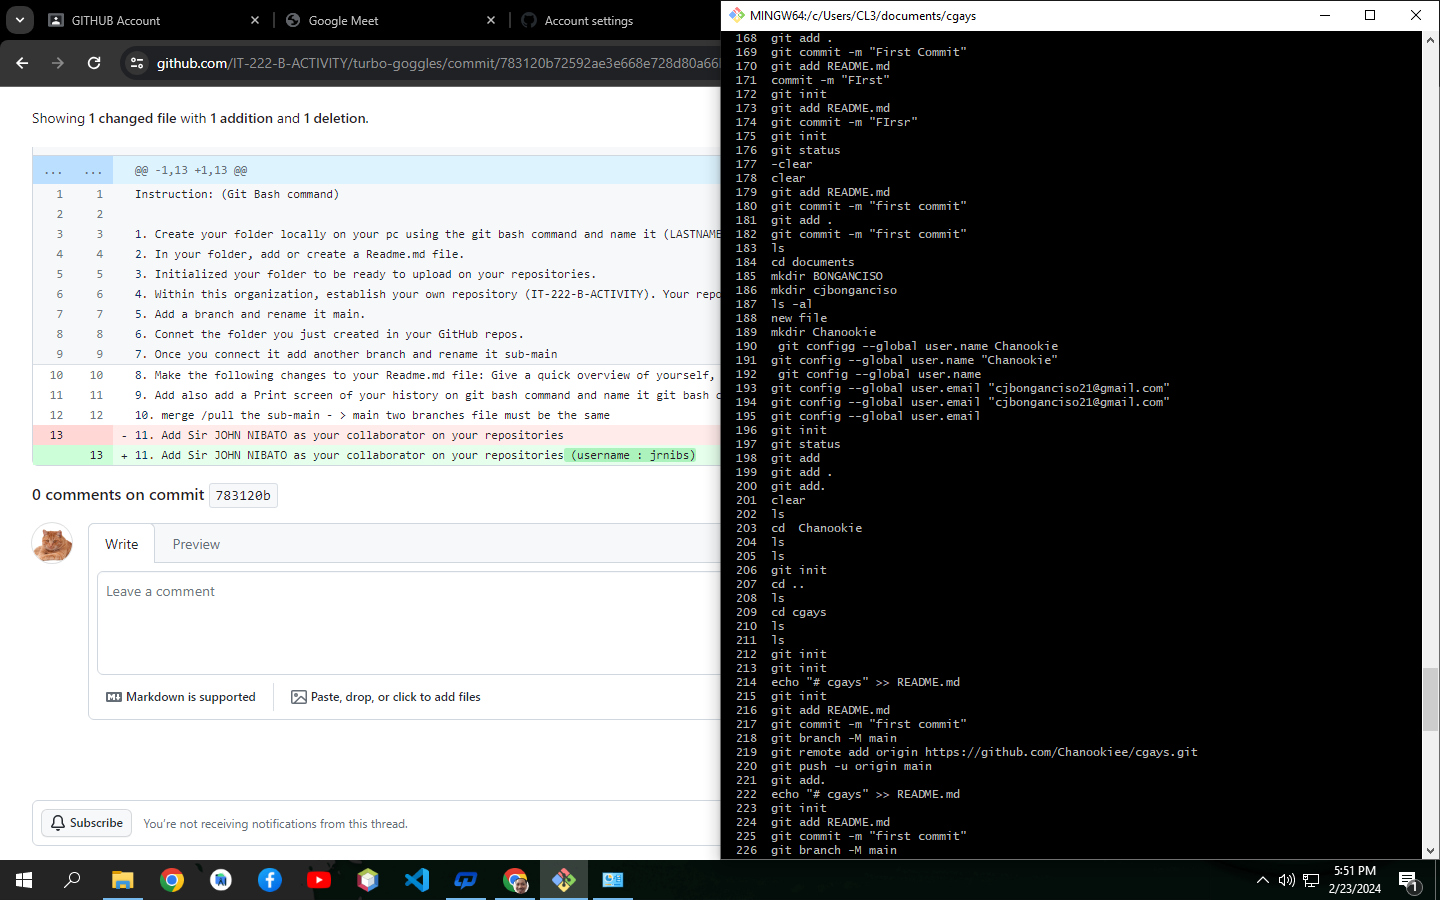 GITHUB Account
Google Meet
Account settings
github.com/IT-222-B-ACTIVITY/turbo-goggles/commit/783120b72592ae3e668e728d80a66
Showing 1 changed file with 1 addition and 1 deletion.
... ... @@ -1,13 +1,13 @@
1 1 Instruction: (Git Bash command)
2 2
3 3 1. Create your folder locally on your pc using the git bash command and name it (LASTNAME
4 4 2. In your folder, add or create a Readme.md file.
5 5 3. Initialized your folder to be ready to upload on your repositories.
6 6 4. Within this organization, establish your own repository (IT-222-B-ACTIVITY). Your repo
7 7 5. Add a branch and rename it main.
8 8 6. Connet the folder you just created in your GitHub repos.
9 9 7. Once you connect it add another branch and rename it sub-main
10 10 8. Make the following changes to your Readme.md file: Give a quick overview of yourself,
11 11 9. Add also add a Print screen of your history on git bash command and name it git bash c
12 12 10. merge /pull the sub-main - > main two branches file must be the same
13 - 11. Add Sir JOHN NIBATO as your collaborator on your repositories
13 + 11. Add Sir JOHN NIBATO as your collaborator on your repositories (username : jrnibs)
0 comments on commit 783120b
Write Preview
Leave a comment
Markdown is supported
Paste, drop, or click to add files
Subscribe
You're not receiving notifications from this thread.
MINGW64:/c/Users/CL3/documents/cgays
168 git add .
169 git commit -m "First Commit"
170 git add README.md
171 commit -m "FIrst"
172 git init
173 git add README.md
174 git commit -m "FIrsr"
175 git init
176 git status
177 -clear
178 clear
179 git add README.md
180 git commit -m "first commit"
181 git add .
182 git commit -m "first commit"
183 ls
184 cd documents
185 mkdir BONGANCISO
186 mkdir cjbonganciso
187 ls -al
188 new file
189 mkdir Chanookie
190 git configg --global user.name Chanookie
191 git config --global user.name "Chanookie"
192 git config --global user.name
193 git config --global user.email "cjbonganciso21@gmail.com"
194 git config --global user.email "cjbonganciso21@gmail.com"
195 git config --global user.email
196 git init
197 git status
198 git add
199 git add .
200 git add.
201 clear
202 ls
203 cd  Chanookie
204 ls
205 ls
206 git init
207 cd ..
208 ls
209 cd cgays
210 ls
211 ls
212 git init
213 git init
214 echo "# cgays" >> README.md
215 git init
216 git add README.md
217 git commit -m "first commit"
218 git branch -M main
219 git remote add origin https://github.com/Chanookiee/cgays.git
220 git push -u origin main
221 git add.
222 echo "# cgays" >> README.md
223 git init
224 git add README.md
225 git commit -m "first commit"
226 git branch -M main
5:51 PM
2/23/2024
1